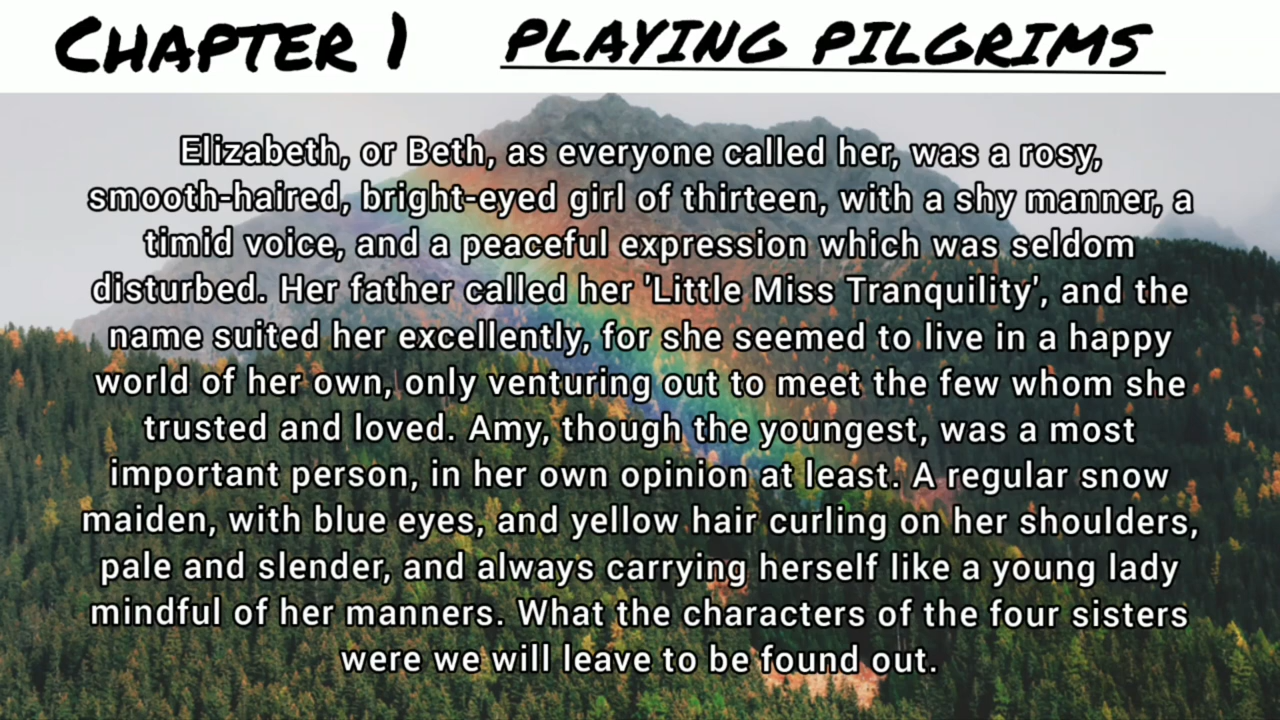 CHAPTER 1 PLAYING PILGRIMS
Elizabeth, or Beth, as everyone called her, was a rosy,
smooth-haired, bright-eyed girl of thirteen, with a shy manner, a
timid voice, and a peaceful expression which was seldom
disturbed. Her father called her 'Little Miss Tranquility', and the
name suited her excellently, for she seemed to live in a happy
world of her own, only venturing out to meet the few whom she
trusted and loved. Amy, though the youngest, was a most
important person, in her own opinion at least. A regular snow
maiden, with blue eyes, and yellow hair curling on her shoulders,
pale and slender, and always carrying herself like a young lady
mindful of her manners. What the characters of the four sisters
were we will leave to be found out.